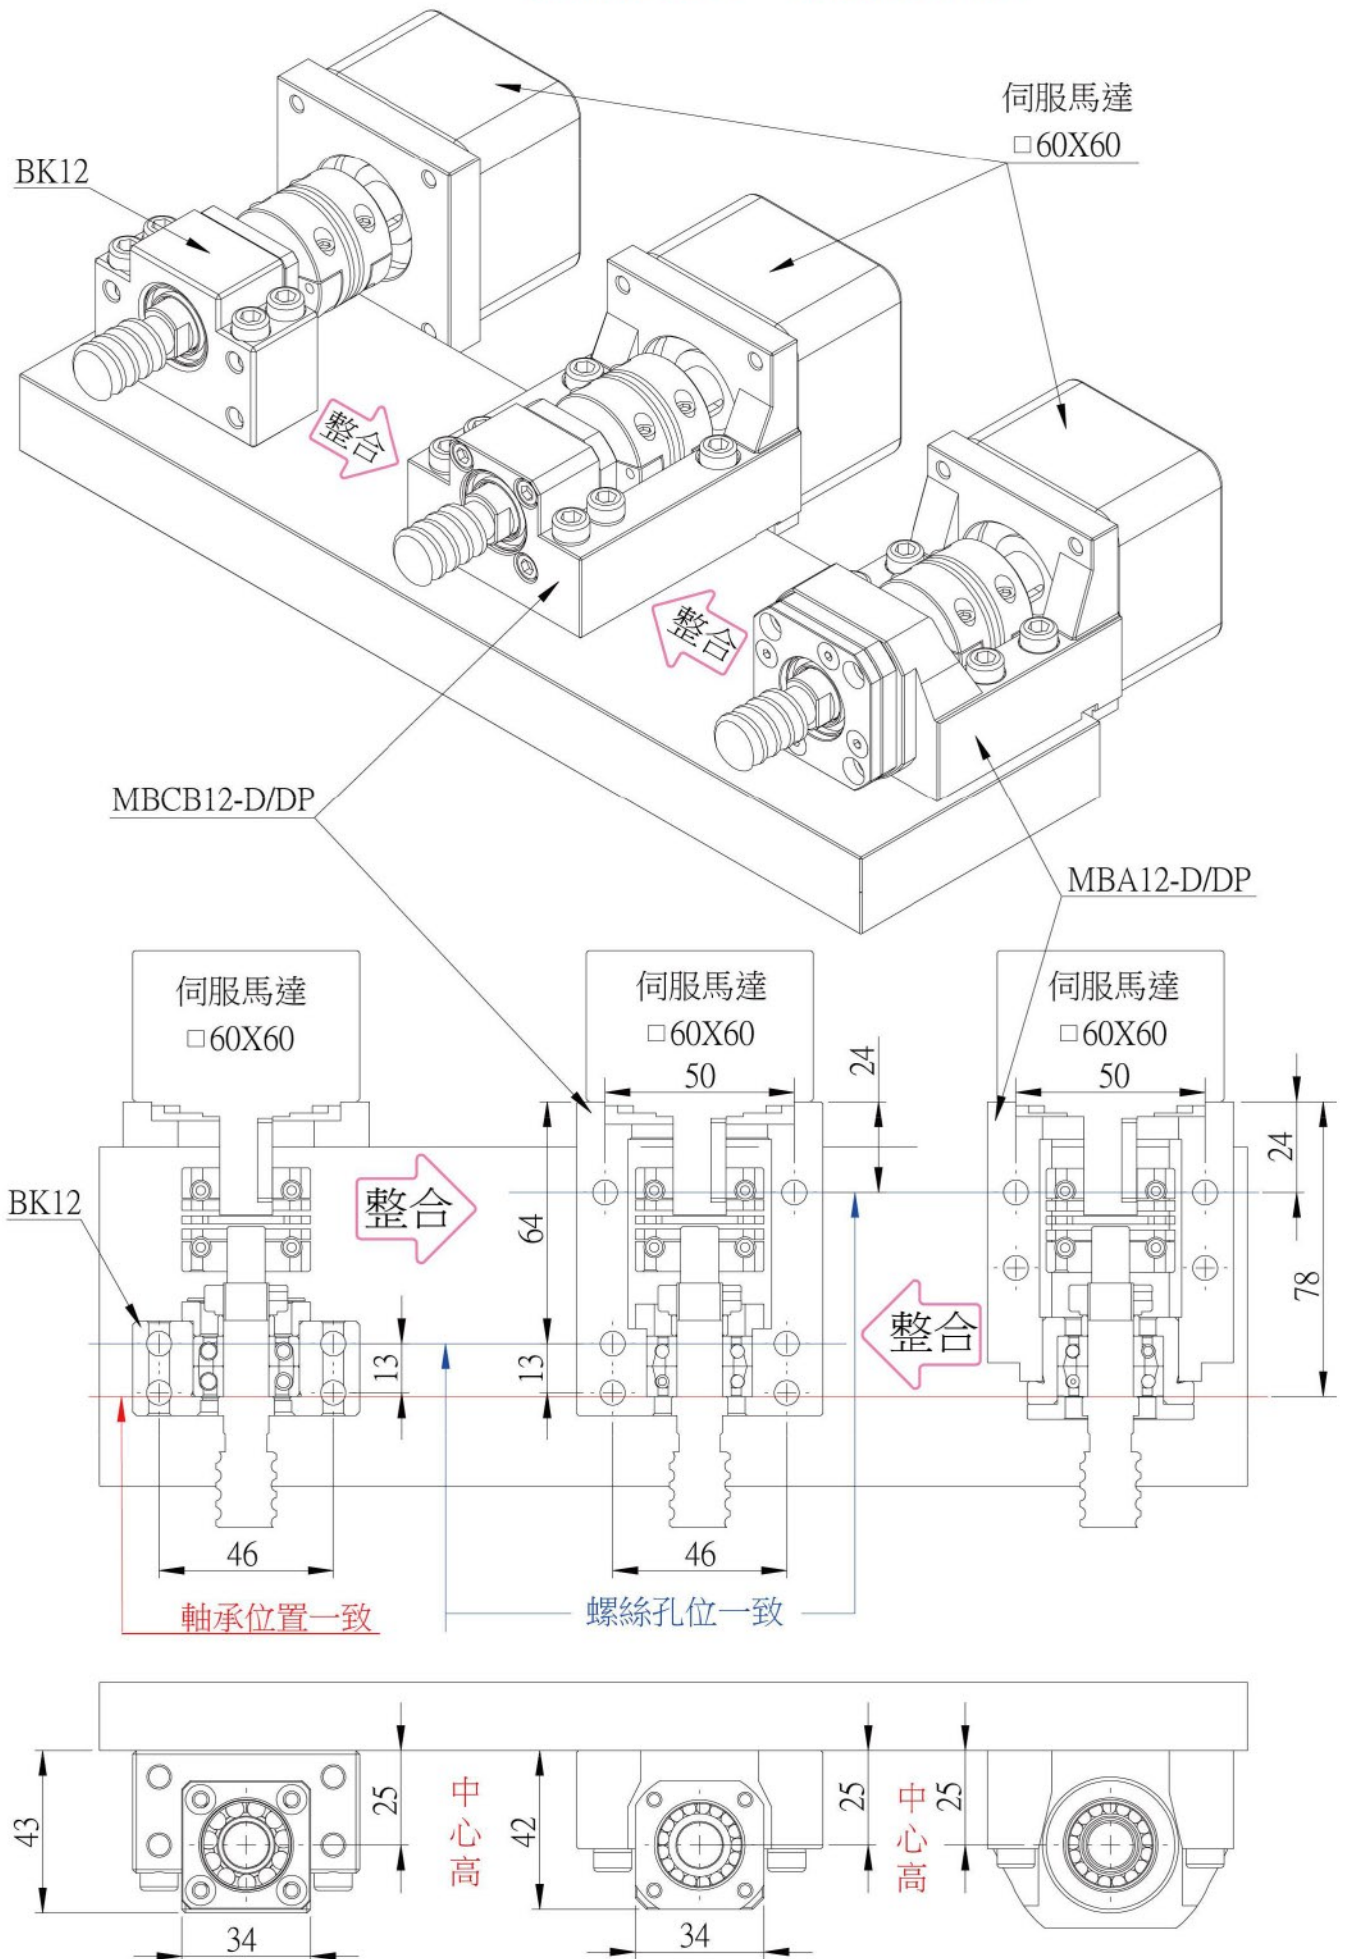 伺服馬達
□60X60
BK12
整合
整合
MBCB12-D/DP
MBA12-D/DP
伺服馬達
□60X60
伺服馬達
□60X60
伺服馬達
□60X60
50
24
50
24
BK12
整合
64
整合
78
13
13
46
46
軸承位置一致
螺絲孔位一致
43
25
中心高
42
25
中心高
25
34
34